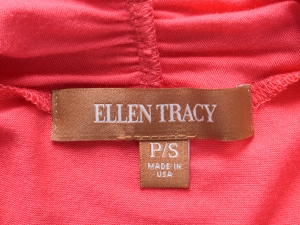 ELLEN TRACY
P/S
MADE IN
USA